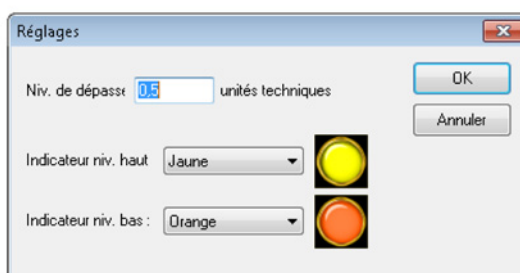 Réglages
Niv. de dépasse 0,5 unités techniques
OK
Annuler
Indicateur niv. haut Jaune
Indicateur niv. bas : Orange